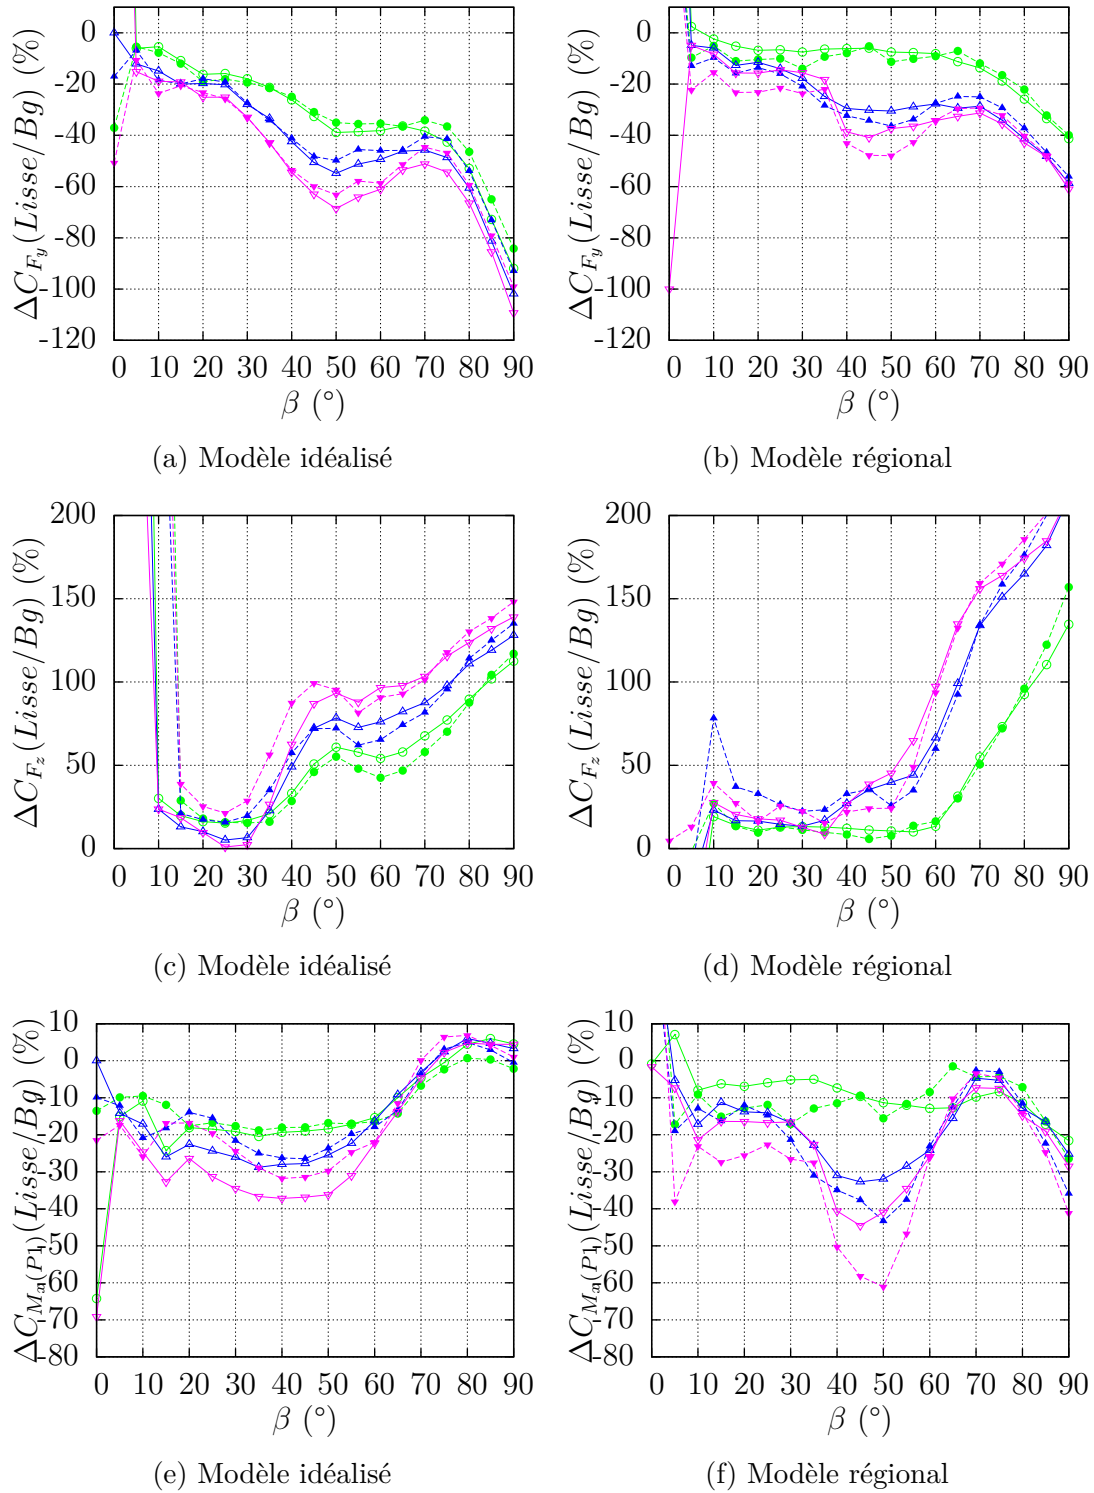 ΔC_{F_y}(Lisse/Bg) (%)
0
-20
-40
-60
-80
-100
-120
0 10 20 30 40 50 60 70 80 90
β (°)
(a) Modèle idéalisé
ΔC_{F_y}(Lisse/Bg) (%)
0
-20
-40
-60
-80
-100
-120
0 10 20 30 40 50 60 70 80 90
β (°)
(b) Modèle régional
ΔC_{F_z}(Lisse/Bg) (%)
200
150
100
50
0
0 10 20 30 40 50 60 70 80 90
β (°)
(c) Modèle idéalisé
ΔC_{F_z}(Lisse/Bg) (%)
200
150
100
50
0
0 10 20 30 40 50 60 70 80 90
β (°)
(d) Modèle régional
ΔC_{M_a(P1)}(Lisse/Bg) (%)
10
0
-10
-20
-30
-40
-50
-60
-70
-80
0 10 20 30 40 50 60 70 80 90
β (°)
(e) Modèle idéalisé
ΔC_{M_a(P1)}(Lisse/Bg) (%)
10
0
-10
-20
-30
-40
-50
-60
-70
-80
0 10 20 30 40 50 60 70 80 90
β (°)
(f) Modèle régional